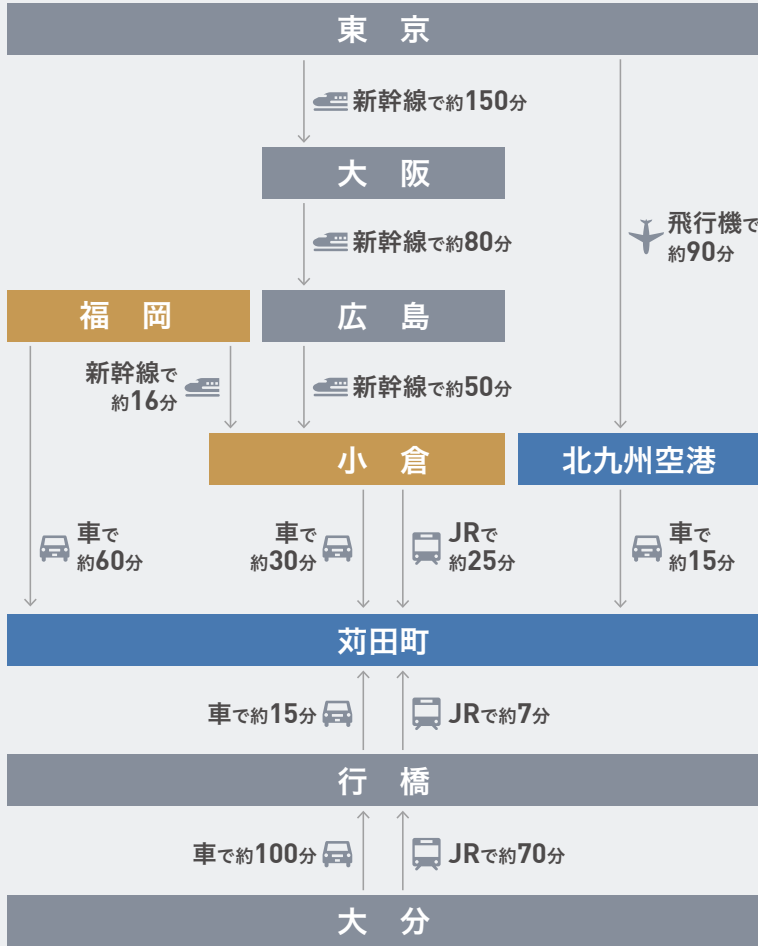 東京
新幹線で約150分
大阪
新幹線で約80分
飛行機で
約90分
福岡
広島
新幹線で
約16分
新幹線で約50分
小倉
北九州空港
車で
約60分
車で
約30分
JRで
約25分
車で
約15分
苅田町
車で約15分
JRで約7分
行橋
車で約100分
JRで約70分
大分